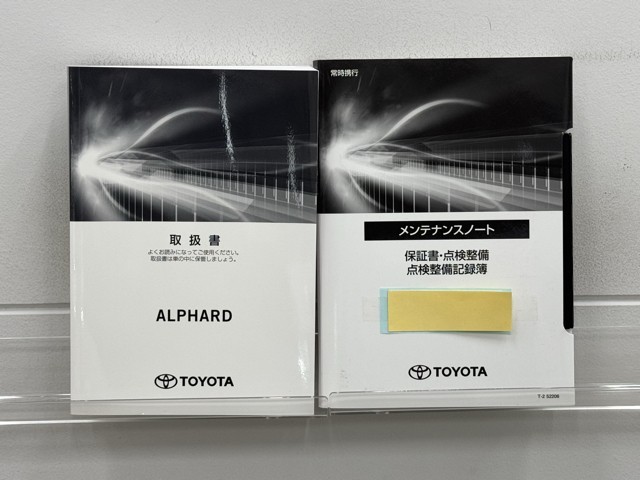 取扱書
よくお読みになってご使用ください。
取扱書は車の中に保管しましょう。
ALPHARD
TOYOTA
常時携行
メンテナンスノート
保証書・点検整備
点検整備記録簿
TOYOTA
T-2 52206